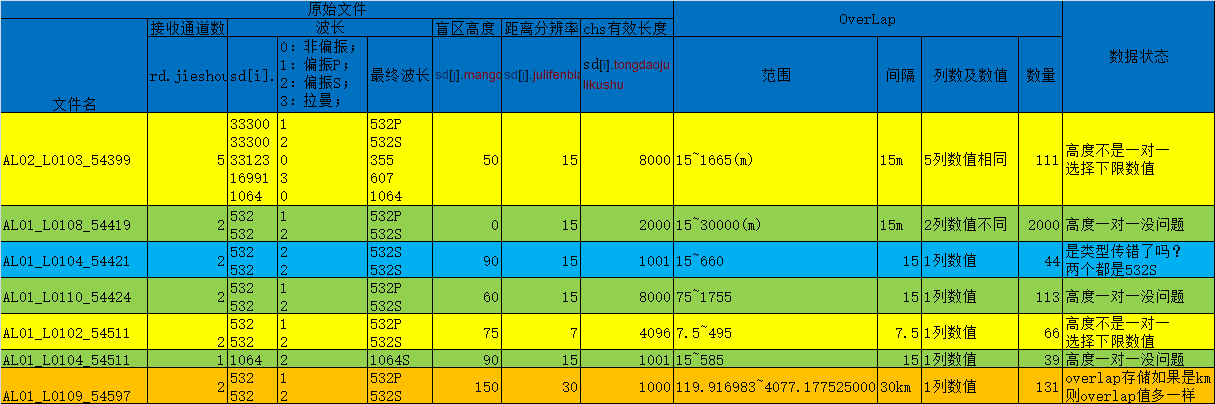 原始文件
OverLap
数据状态
文件名
接收通道数
波长
盲区高度
距离分辨率
chs有效长度
rd.jieshou
sd[i].
0: 非偏振;
1: 偏振P;
2: 偏振S;
3: 拉曼;
最终波长
sd[i].mangq
sd[i].julifenbia
sd[i].tongdaoju
likushu
范围
间隔
列数及数值
数量
AL02_L0103_54399
5
33300
33300
33123
16991
1064
1
2
0
3
0
532P
532S
355
607
1064
50
15
8000
15~1665(m)
15m
5列数值相同
111
高度不是一对一
选择下限数值
AL01_L0108_54419
2
532
532
1
2
532P
532S
0
15
2000
15~30000(m)
15m
2列数值不同
2000
高度一对一没问题
AL01_L0104_54421
2
532
532
2
2
532S
532S
90
15
1001
15~660
15
1列数值
44
是类型传错了吗?
两个都是532S
AL01_L0110_54424
2
532
532
1
2
532P
532S
60
15
8000
75~1755
15
1列数值
113
高度一对一没问题
AL01_L0102_54511
2
532
532
1
2
532P
532S
75
7
4096
7.5~495
7.5
1列数值
66
高度不是一对一
选择下限数值
AL01_L0104_54511
1
1064
2
1064S
90
15
1001
15~585
15
1列数值
39
高度一对一没问题
AL01_L0109_54597
2
532
532
1
2
532P
532S
150
30
1000
119.916983~4077.177525000
30km
1列数值
131
overlap存储如果是km
则overlap值多一样